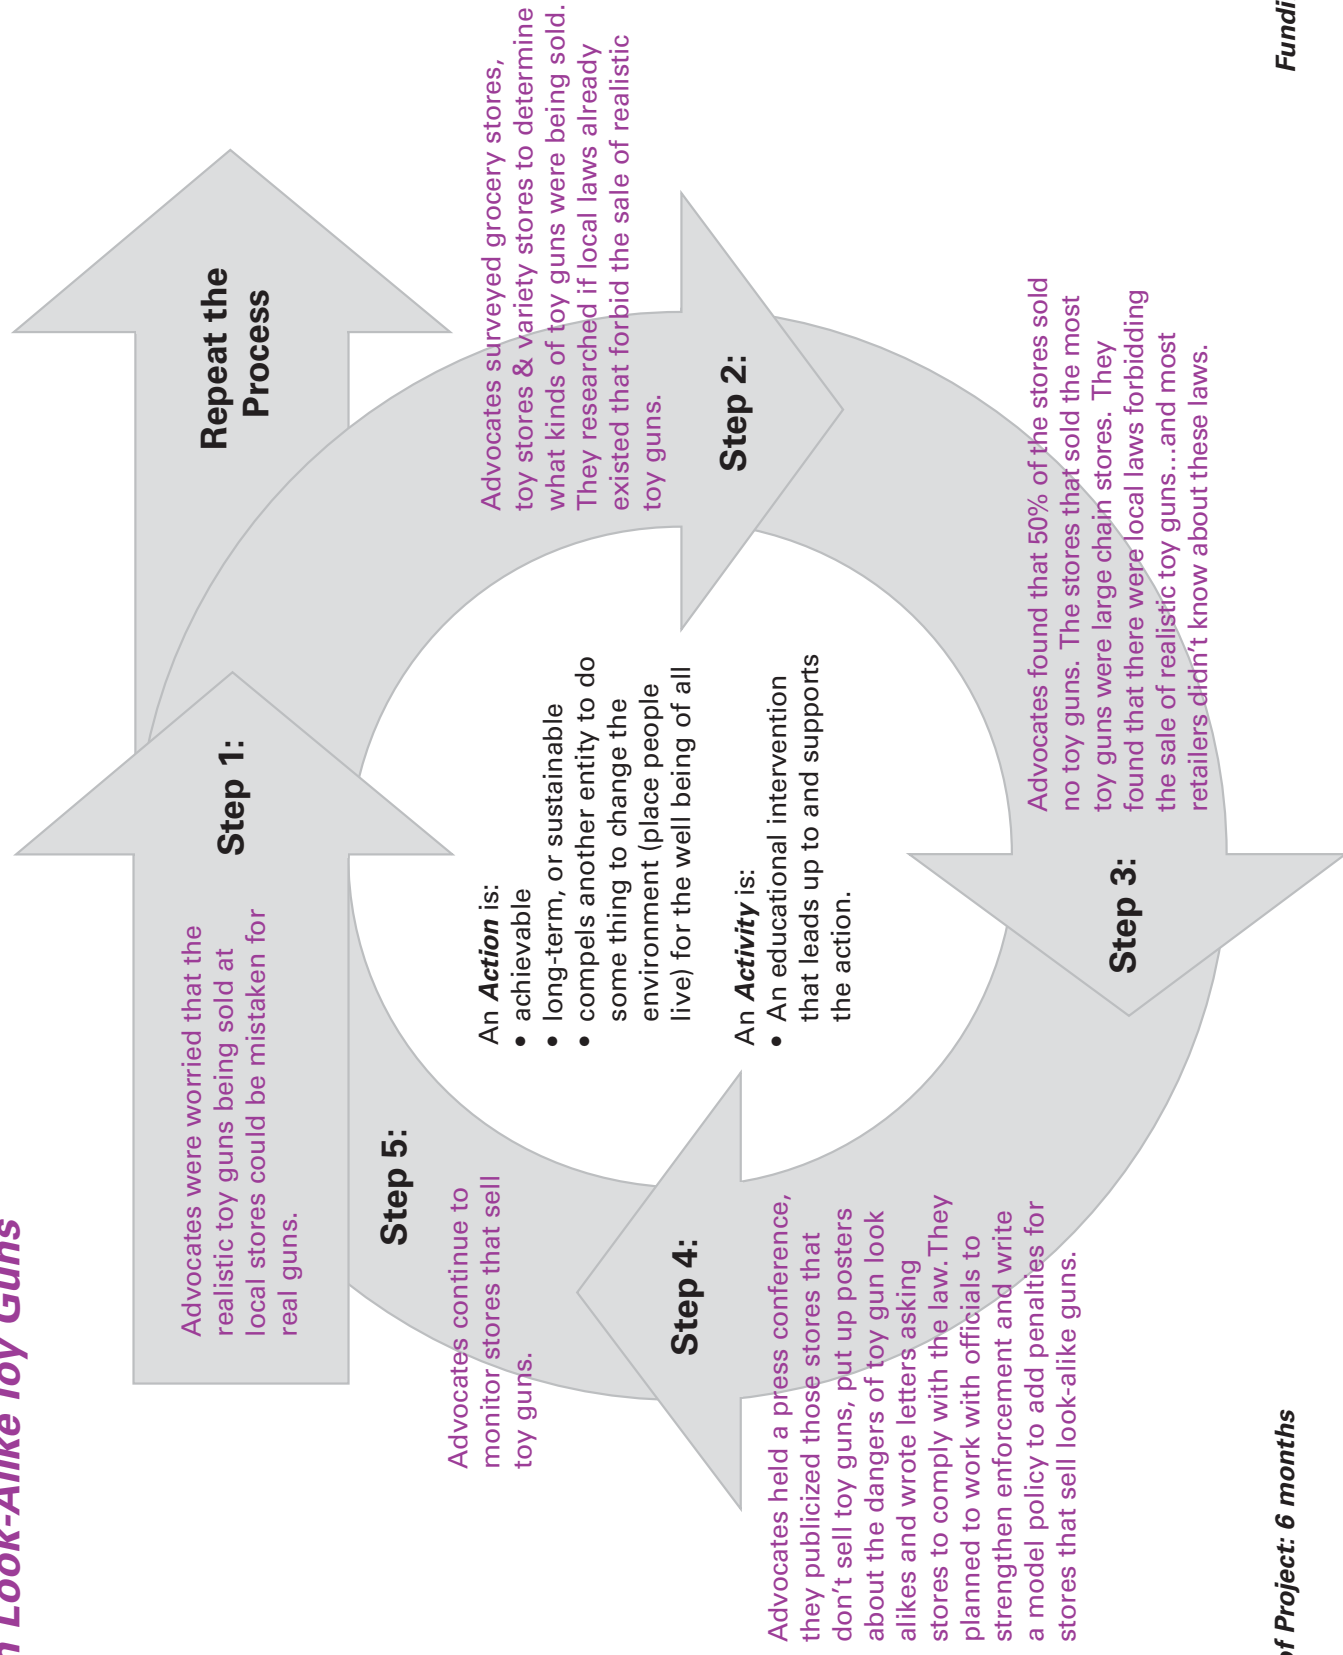 Look-Alike Toy Guns
Repeat the
Process
Step 1:
Advocates were worried that the
realistic toy guns being sold at
local stores could be mistaken for
real guns.
Step 2:
Advocates surveyed grocery stores,
toy stores & variety stores to determine
what kinds of toy guns were being sold.
They researched if local laws already
existed that forbid the sale of realistic
toy guns.
Step 3:
Advocates found that 50% of the stores sold
no toy guns. The stores that sold the most
toy guns were large chain stores. They
found that there were local laws forbidding
the sale of realistic toy guns...and most
retailers didn't know about these laws.
Step 4:
Advocates held a press conference,
they publicized those stores that
don't sell toy guns, put up posters
about the dangers of toy gun look
alikes and wrote letters asking
stores to comply with the law. They
planned to work with officials to
strengthen enforcement and write
a model policy to add penalties for
stores that sell look-alike guns.
Step 5:
Advocates continue to
monitor stores that sell
toy guns.
An Action is:
• achievable
• long-term, or sustainable
• compels another entity to do
some thing to change the
environment (place people
live) for the well being of all
An Activity is:
• An educational intervention
that leads up to and supports
the action.
of Project: 6 months
Fundi